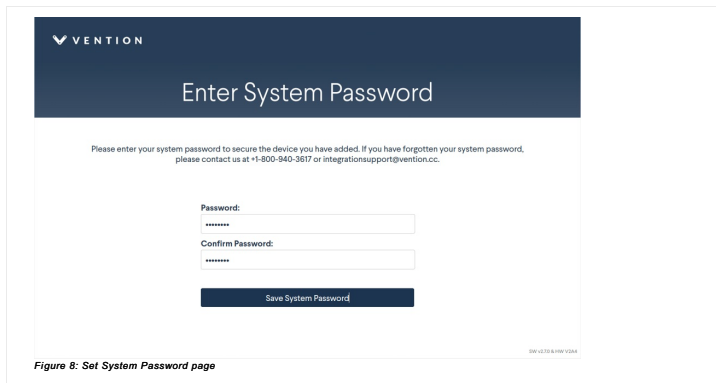 VENTION
Enter System Password
Please enter your system password to secure the device you have added. If you have forgotten your system password,
please contact us at +1-800-940-3617 or integrationsupport@vention.cc.
Password:
••••••••
Confirm Password:
••••••••
Save System Password
SW v2.7.0 & HW V2A4
Figure 8: Set System Password page